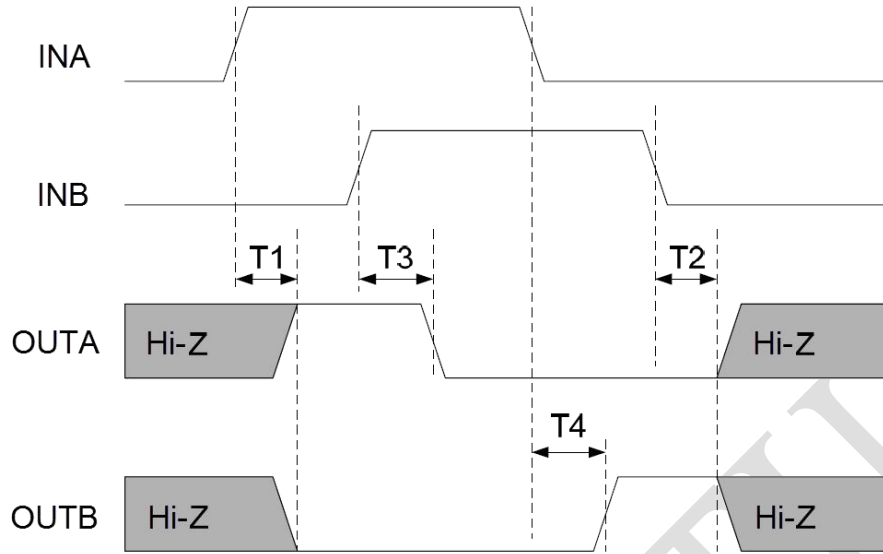 INA
INB
T1 T3 T2
OUTA Hi-Z Hi-Z
T4
OUTB Hi-Z Hi-Z